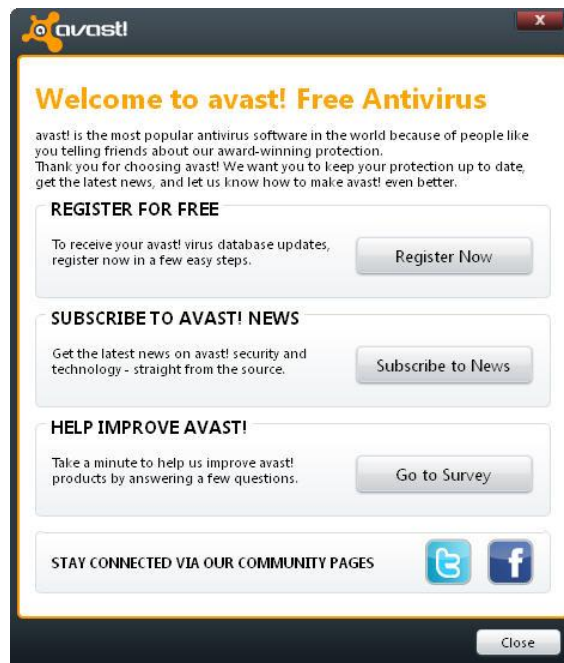 avast!
X
Welcome to avast! Free Antivirus
avast! is the most popular antivirus software in the world because of people like
you telling friends about our award-winning protection.
Thank you for choosing avast! We want you to keep your protection up to date,
get the latest news, and let us know how to make avast! even better.
REGISTER FOR FREE
To receive your avast! virus database updates,
register now in a few easy steps.
Register Now
SUBSCRIBE TO AVAST! NEWS
Get the latest news on avast! security and
technology - straight from the source.
Subscribe to News
HELP IMPROVE AVAST!
Take a minute to help us improve avast!
products by answering a few questions.
Go to Survey
STAY CONNECTED VIA OUR COMMUNITY PAGES
Close